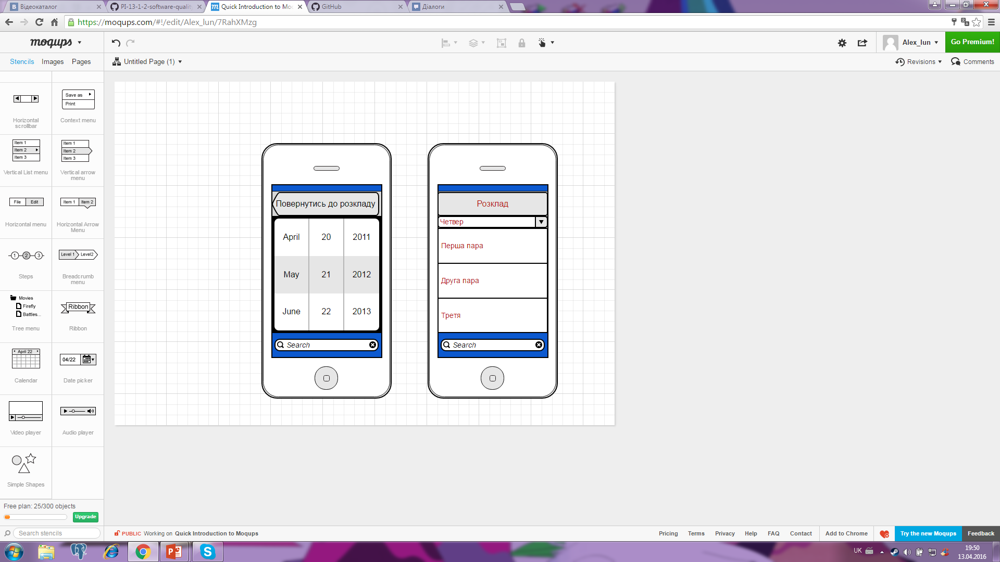 Відеокаталог
PI-13-1-2-software-quality
Quick Introduction to Moq
GitHub
Діалоги
https://moqups.com/#!/edit/Alex_lun/7RahXMzg
moqups
Alex_lun
Go Premium!
Stencils Images Pages
Untitled Page (1)
Revisions
Comments
Save as
Print
Horizontal
scrollbar
Context menu
Item 1
Item 2
Item 3
Item 1
Item 2
Item 3
Vertical List menu
Vertical arrow
menu
File Edit
Item 1 Item 2
Horizontal menu
Horizontal Arrow
Menu
1 2 3
Level 1 Level2
Steps
Breadcrumb
menu
Movies
Firefly
Battles...
Ribbon
Tree menu
Ribbon
April 22
04/22
Calendar
Date picker
Video player
Audio player
Simple Shapes
Free plan: 25/300 objects
Upgrade
Search stencils
Повернутись до розкладу
April 20 2011
May 21 2012
June 22 2013
Search
Розклад
Четвер
Перша пара
Друга пара
Третя
Search
PUBLIC Working on Quick Introduction to Moqups
Pricing Terms Privacy Help FAQ Contact Add to Chrome Try the new Moqups Feedback
UK
19:50
13.04.2016